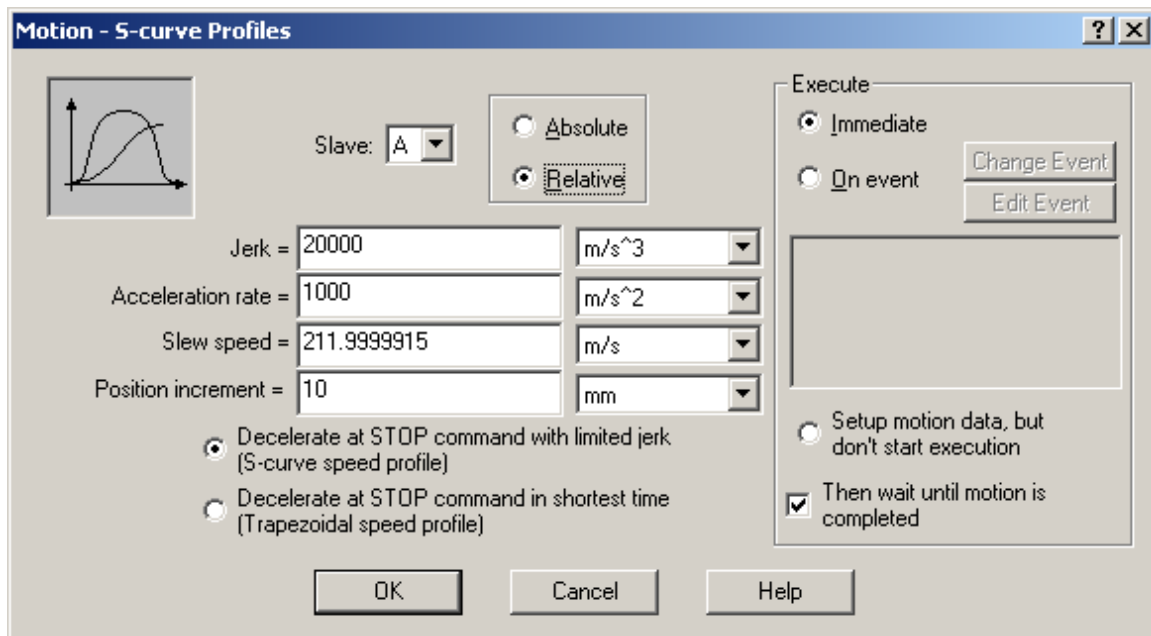 Motion - S-curve Profiles
Slave: A
Absolute
Relative
Jerk = 20000 m/s^3
Acceleration rate = 1000 m/s^2
Slew speed = 211.9999915 m/s
Position increment = 10 mm
Decelerate at STOP command with limited jerk
(S-curve speed profile)
Decelerate at STOP command in shortest time
(Trapezoidal speed profile)
Execute
Immediate
On event
Change Event
Edit Event
Setup motion data, but
don't start execution
Then wait until motion is
completed
OK Cancel Help